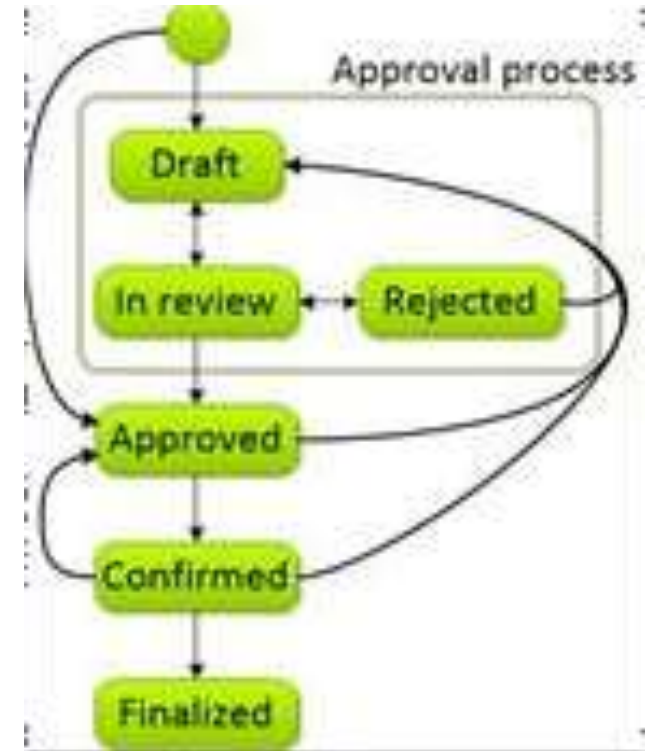 Approval process
Draft
In review
Rejected
Approved
Confirmed
Finalized